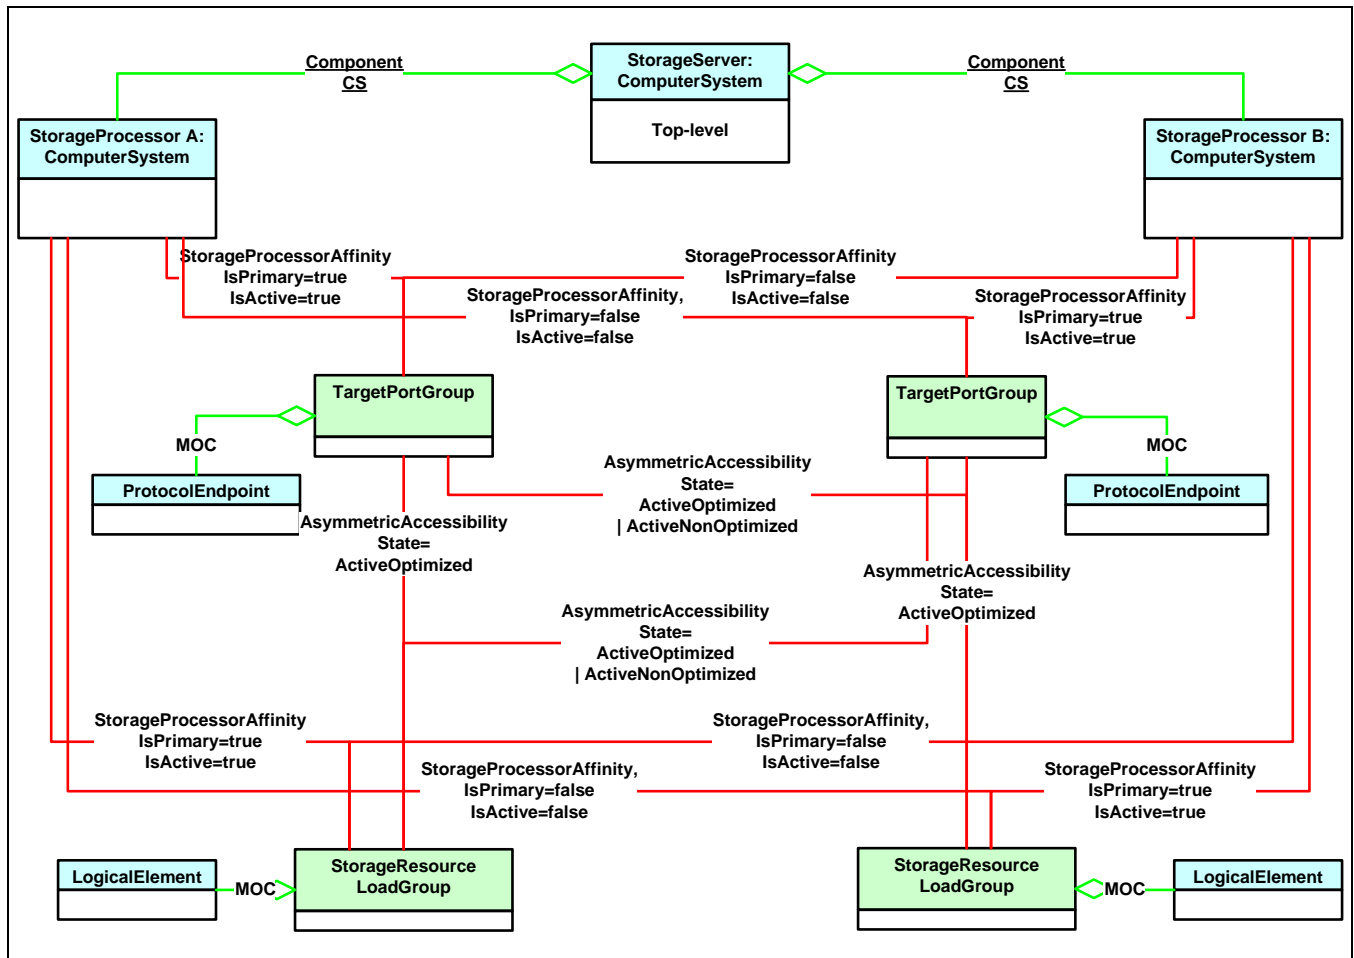 Component
CS
StorageServer:
ComputerSystem
Top-level
Component
CS
StorageProcessor A:
ComputerSystem
StorageProcessor B:
ComputerSystem
StorageProcessorAffinity
IsPrimary=true
IsActive=true
StorageProcessorAffinity
IsPrimary=false
IsActive=false
StorageProcessorAffinity,
IsPrimary=false
IsActive=false
StorageProcessorAffinity
IsPrimary=true
IsActive=true
TargetPortGroup
TargetPortGroup
MOC
MOC
ProtocolEndpoint
ProtocolEndpoint
AsymmetricAccessibility
State=
ActiveOptimized
| ActiveNonOptimized
AsymmetricAccessibility
State=
ActiveOptimized
AsymmetricAccessibility
State=
ActiveOptimized
AsymmetricAccessibility
State=
ActiveOptimized
| ActiveNonOptimized
StorageProcessorAffinity
IsPrimary=true
IsActive=true
StorageProcessorAffinity,
IsPrimary=false
IsActive=false
StorageProcessorAffinity,
IsPrimary=false
IsActive=false
StorageProcessorAffinity
IsPrimary=true
IsActive=true
LogicalElement
MOC
StorageResource
LoadGroup
StorageResource
LoadGroup
MOC
LogicalElement